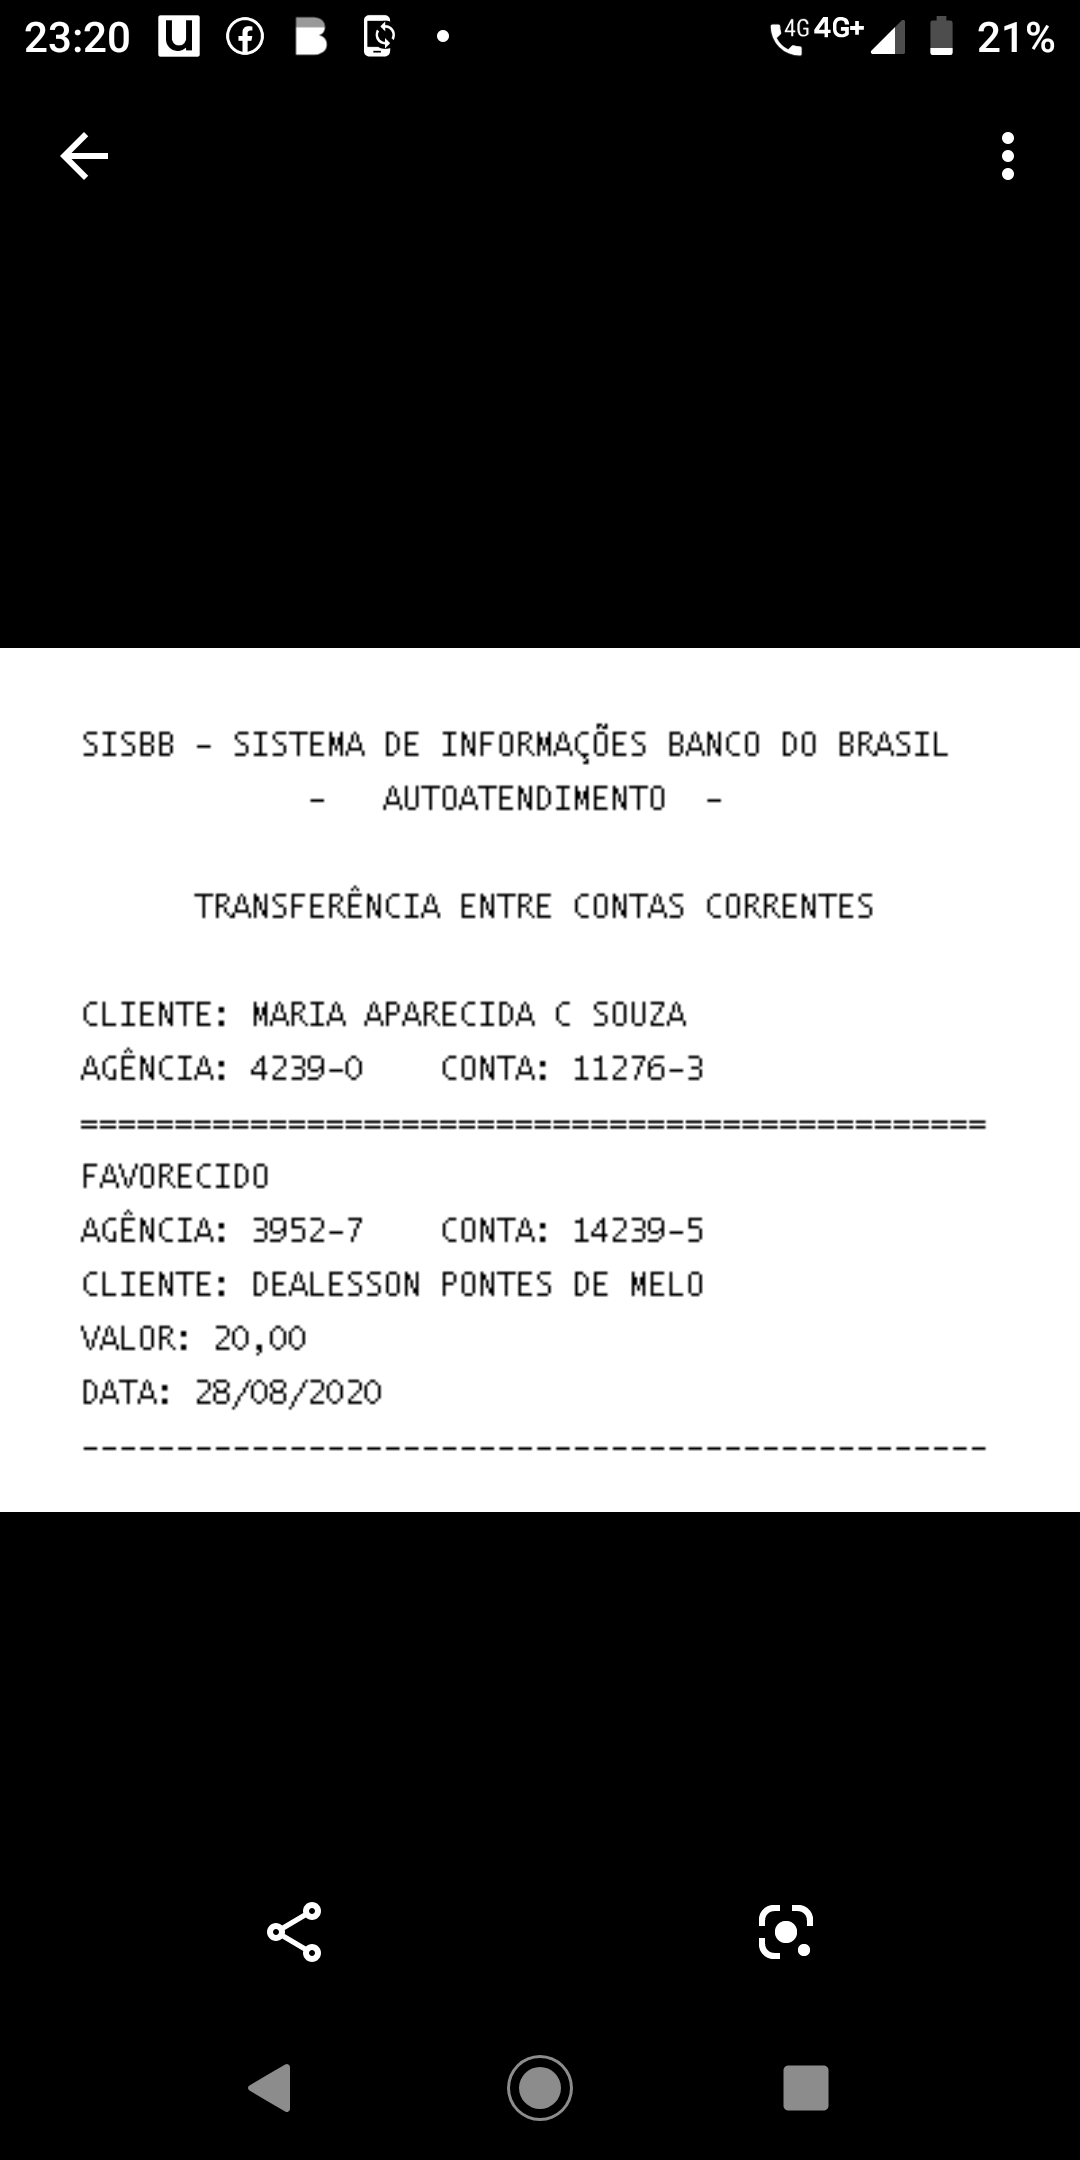 23:20 4G 4G+ 21%
SISBB - SISTEMA DE INFORMAÇÕES BANCO DO BRASIL
- AUTOATENDIMENTO -
TRANSFERÊNCIA ENTRE CONTAS CORRENTES
CLIENTE: MARIA APARECIDA C SOUZA
AGÊNCIA: 4239-0 CONTA: 11276-3
================================================
FAVORECIDO
AGÊNCIA: 3952-7 CONTA: 14239-5
CLIENTE: DEALESSON PONTES DE MELO
VALOR: 20,00
DATA: 28/08/2020
------------------------------------------------